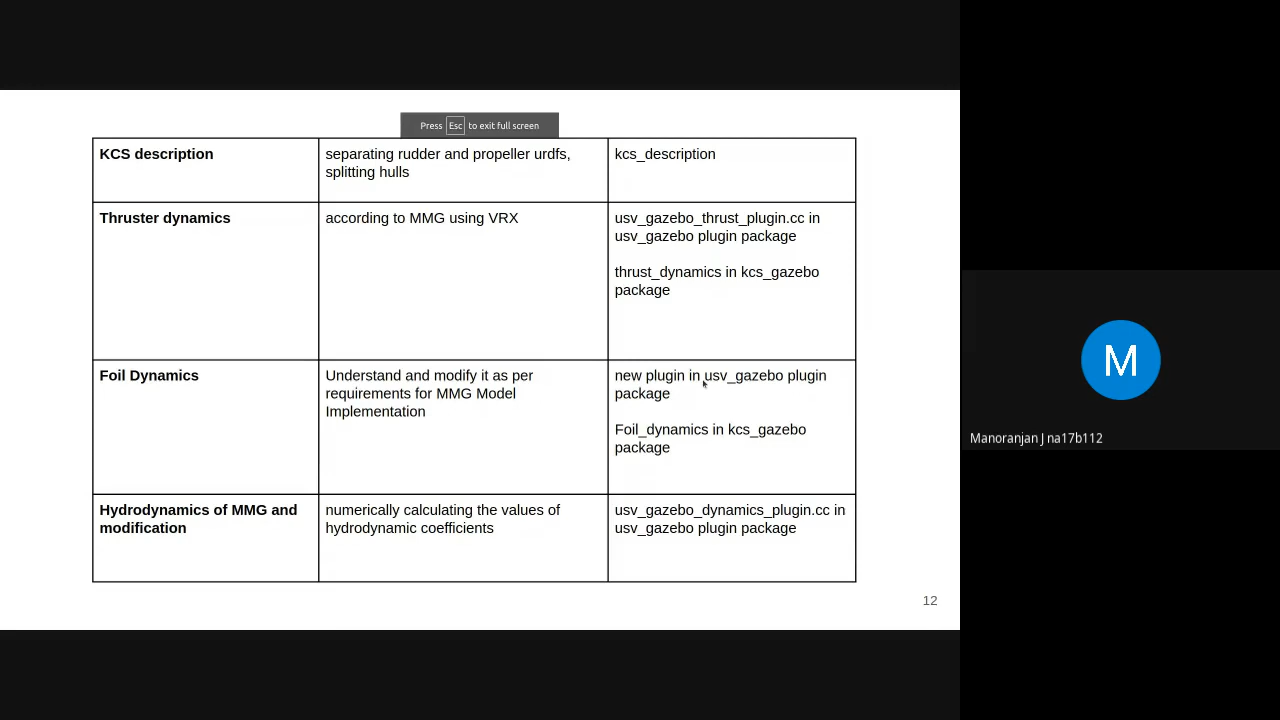 Press Esc to exit full screen
KCS description
separating rudder and propeller urdfs,
splitting hulls
kcs_description
Thruster dynamics
according to MMG using VRX
usv_gazebo_thrust_plugin.cc in
usv_gazebo plugin package
thrust_dynamics in kcs_gazebo
package
Foil Dynamics
Understand and modify it as per
requirements for MMG Model
Implementation
new plugin in usv_gazebo plugin
package
Foil_dynamics in kcs_gazebo
package
Hydrodynamics of MMG and
modification
numerically calculating the values of
hydrodynamic coefficients
usv_gazebo_dynamics_plugin.cc in
usv_gazebo plugin package
12
M
Manoranjan J na17b112